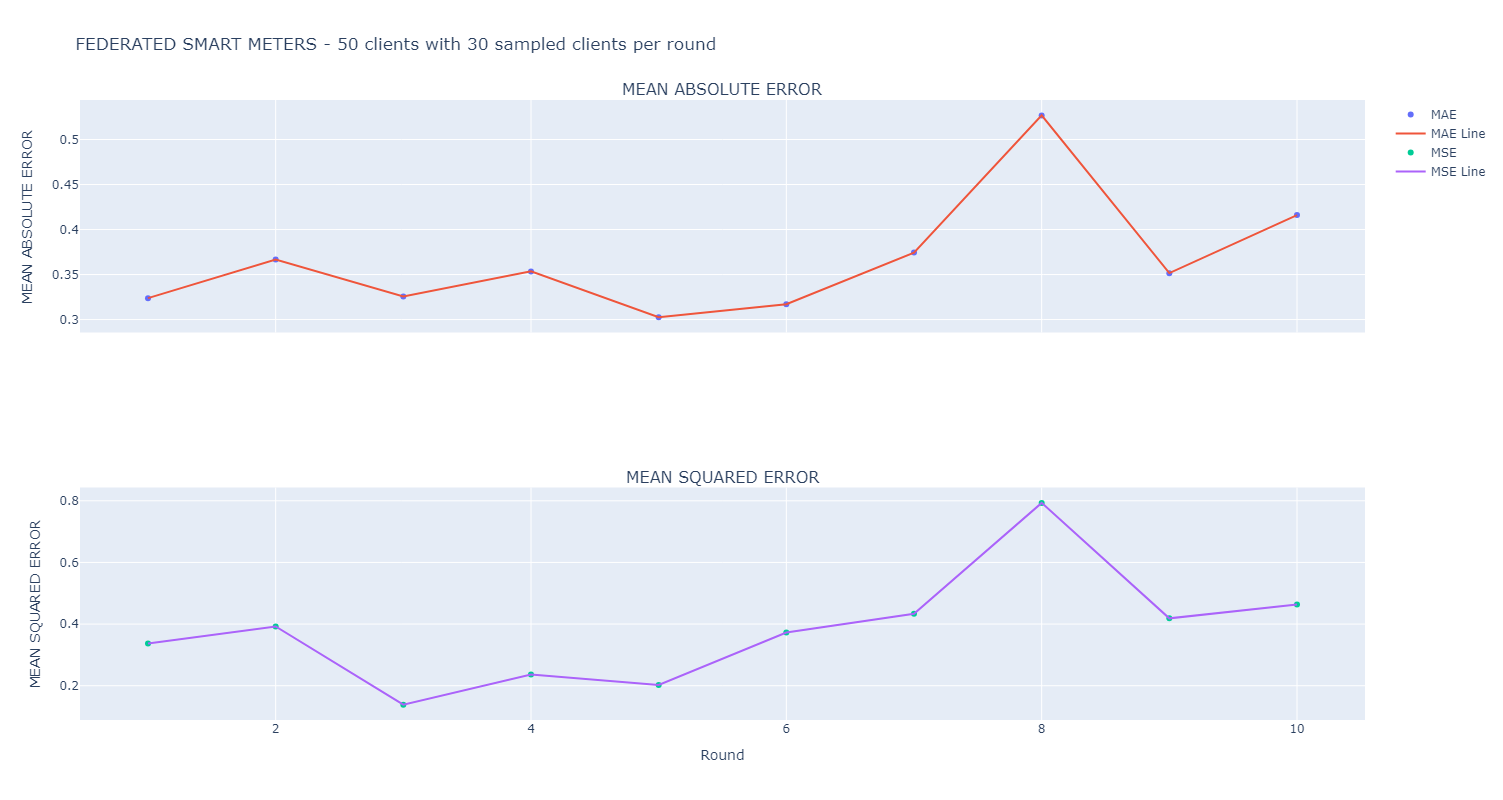 FEDERATED SMART METERS - 50 clients with 30 sampled clients per round
MEAN ABSOLUTE ERROR
MEAN ABSOLUTE ERROR
0.5
0.45
0.4
0.35
0.3
MAE
MAE Line
MSE
MSE Line
MEAN SQUARED ERROR
MEAN SQUARED ERROR
0.8
0.6
0.4
0.2
2 4 6 8 10
Round